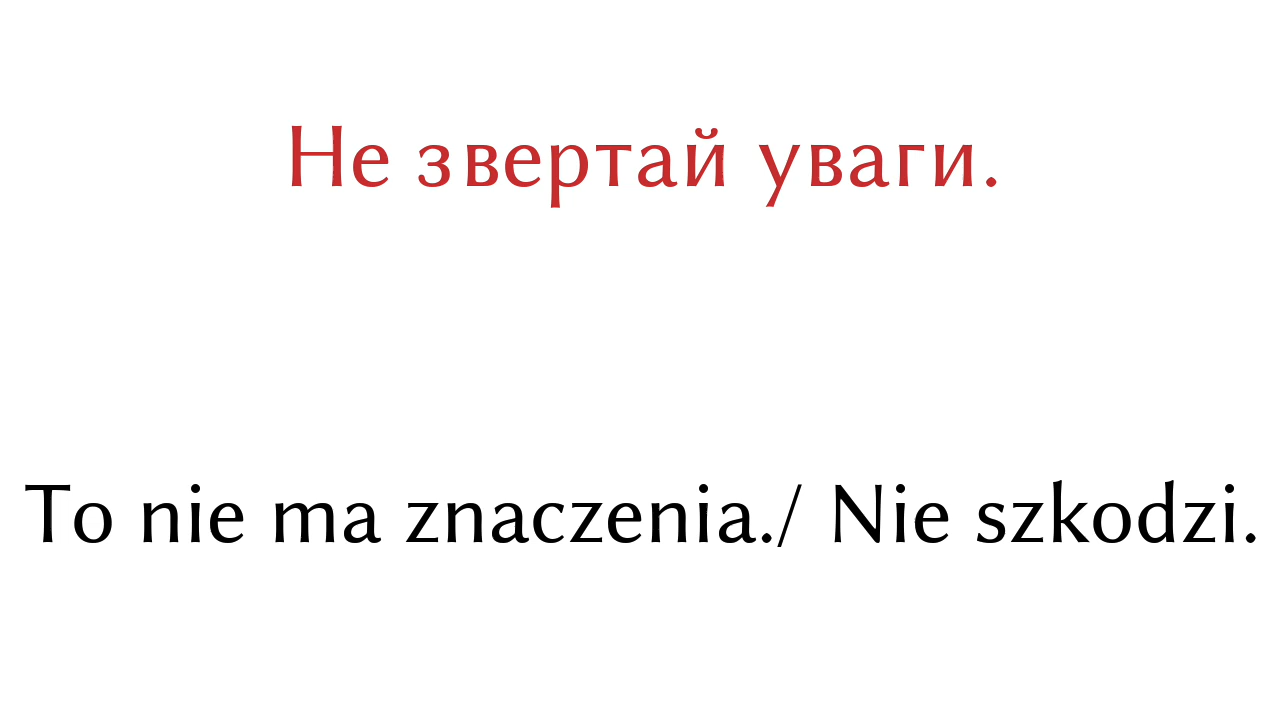 Не звертай уваги.
To nie ma znaczenia./ Nie szkodzi.